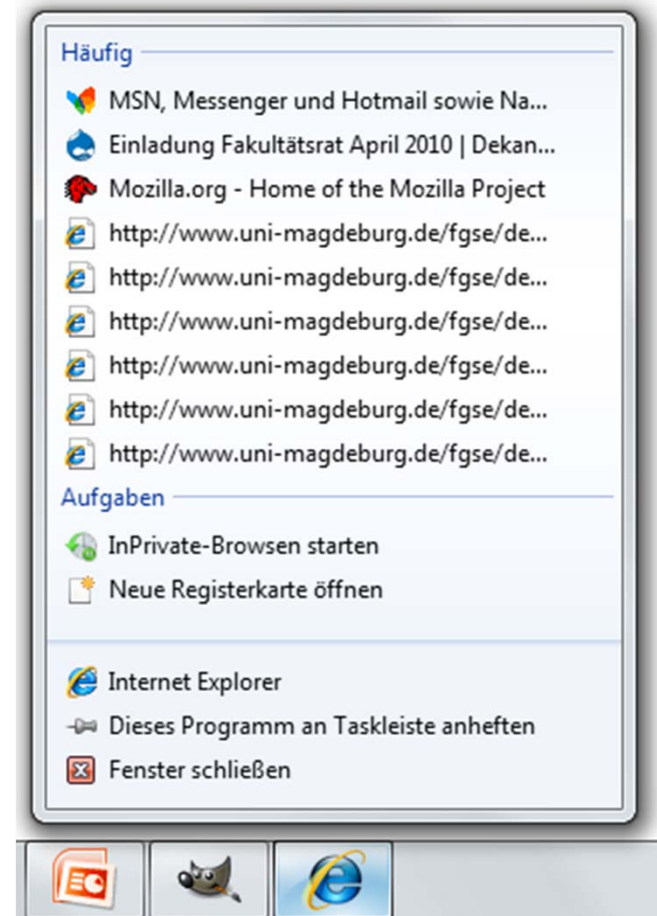 Häufig
MSN, Messenger und Hotmail sowie Na...
Einladung Fakultätsrat April 2010 | Dekan...
Mozilla.org - Home of the Mozilla Project
http://www.uni-magdeburg.de/fgse/de...
http://www.uni-magdeburg.de/fgse/de...
http://www.uni-magdeburg.de/fgse/de...
http://www.uni-magdeburg.de/fgse/de...
http://www.uni-magdeburg.de/fgse/de...
http://www.uni-magdeburg.de/fgse/de...
Aufgaben
InPrivate-Browsen starten
Neue Registerkarte öffnen
Internet Explorer
Dieses Programm an Taskleiste anheften
Fenster schließen